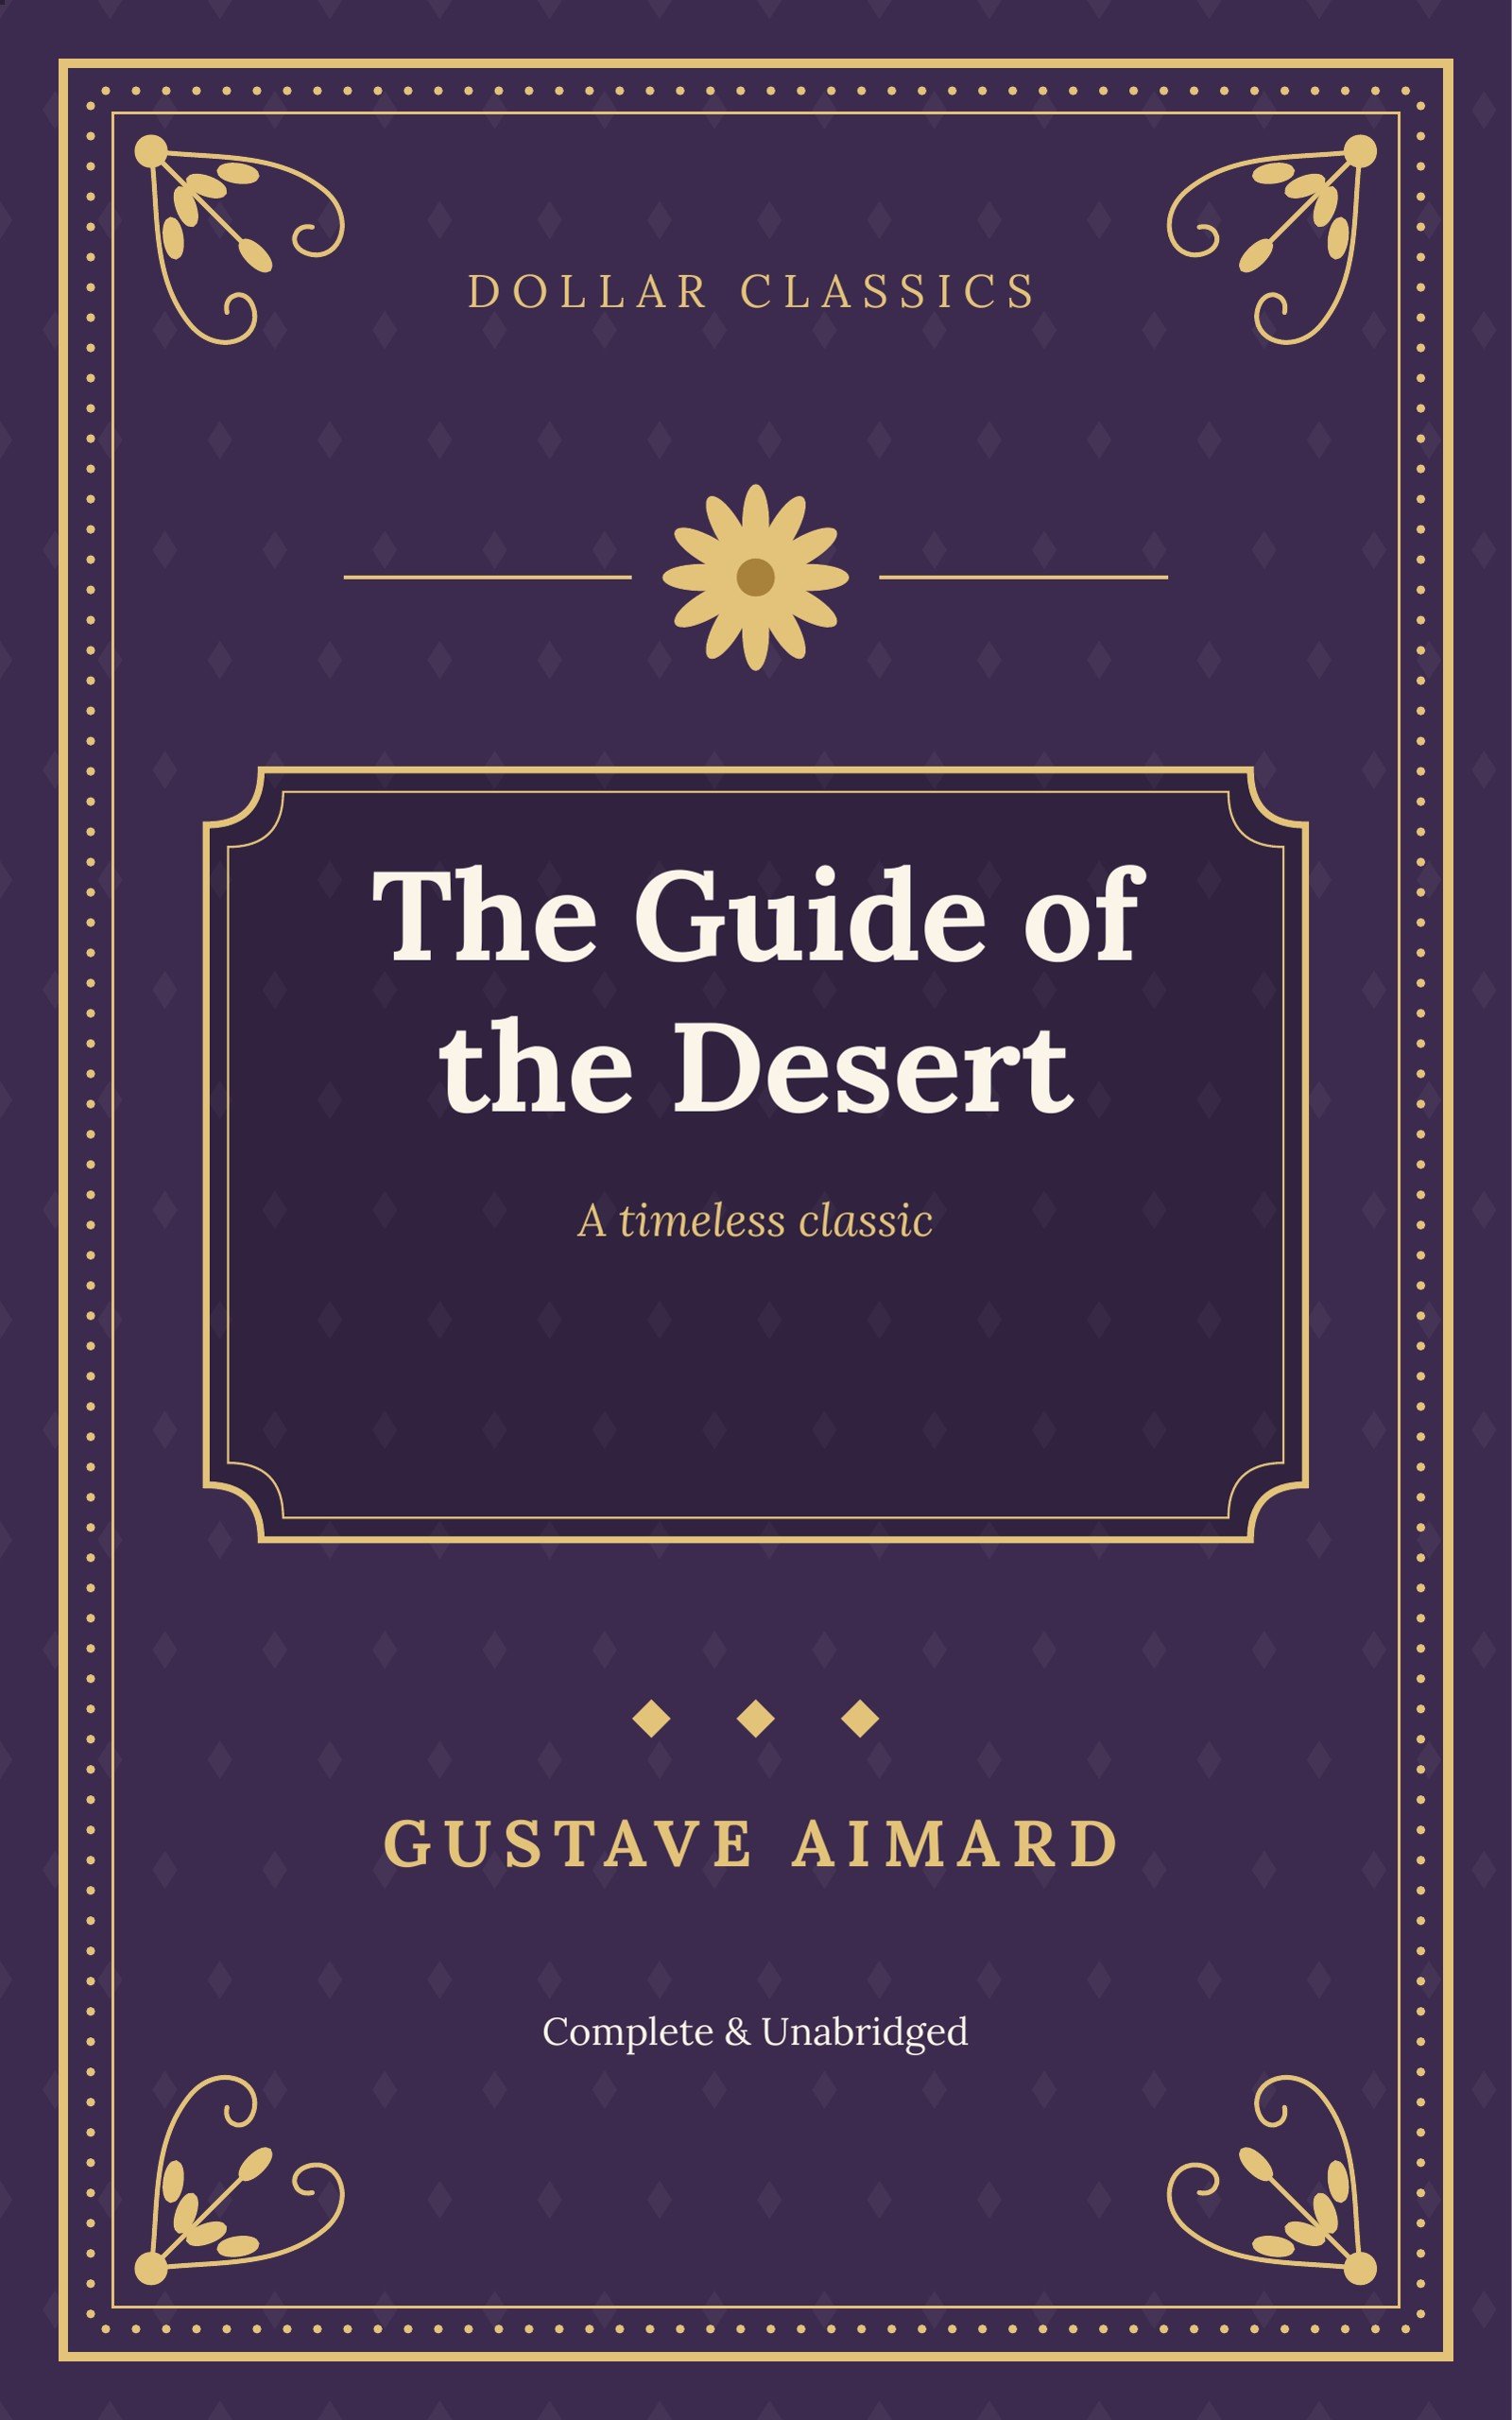 DOLLAR CLASSICS
The Guide of
the Desert
A timeless classic
GUSTAVE AIMARD
Complete & Unabridged